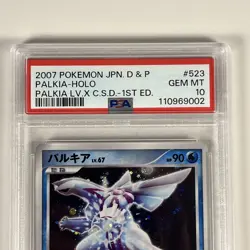 2007 POKEMON JPN. D & P #523
PALKIA-HOLO GEM MT
PALKIA LV.X C.S.D.-1ST ED. 10
PSA 110969002
パルキア LV.67 90